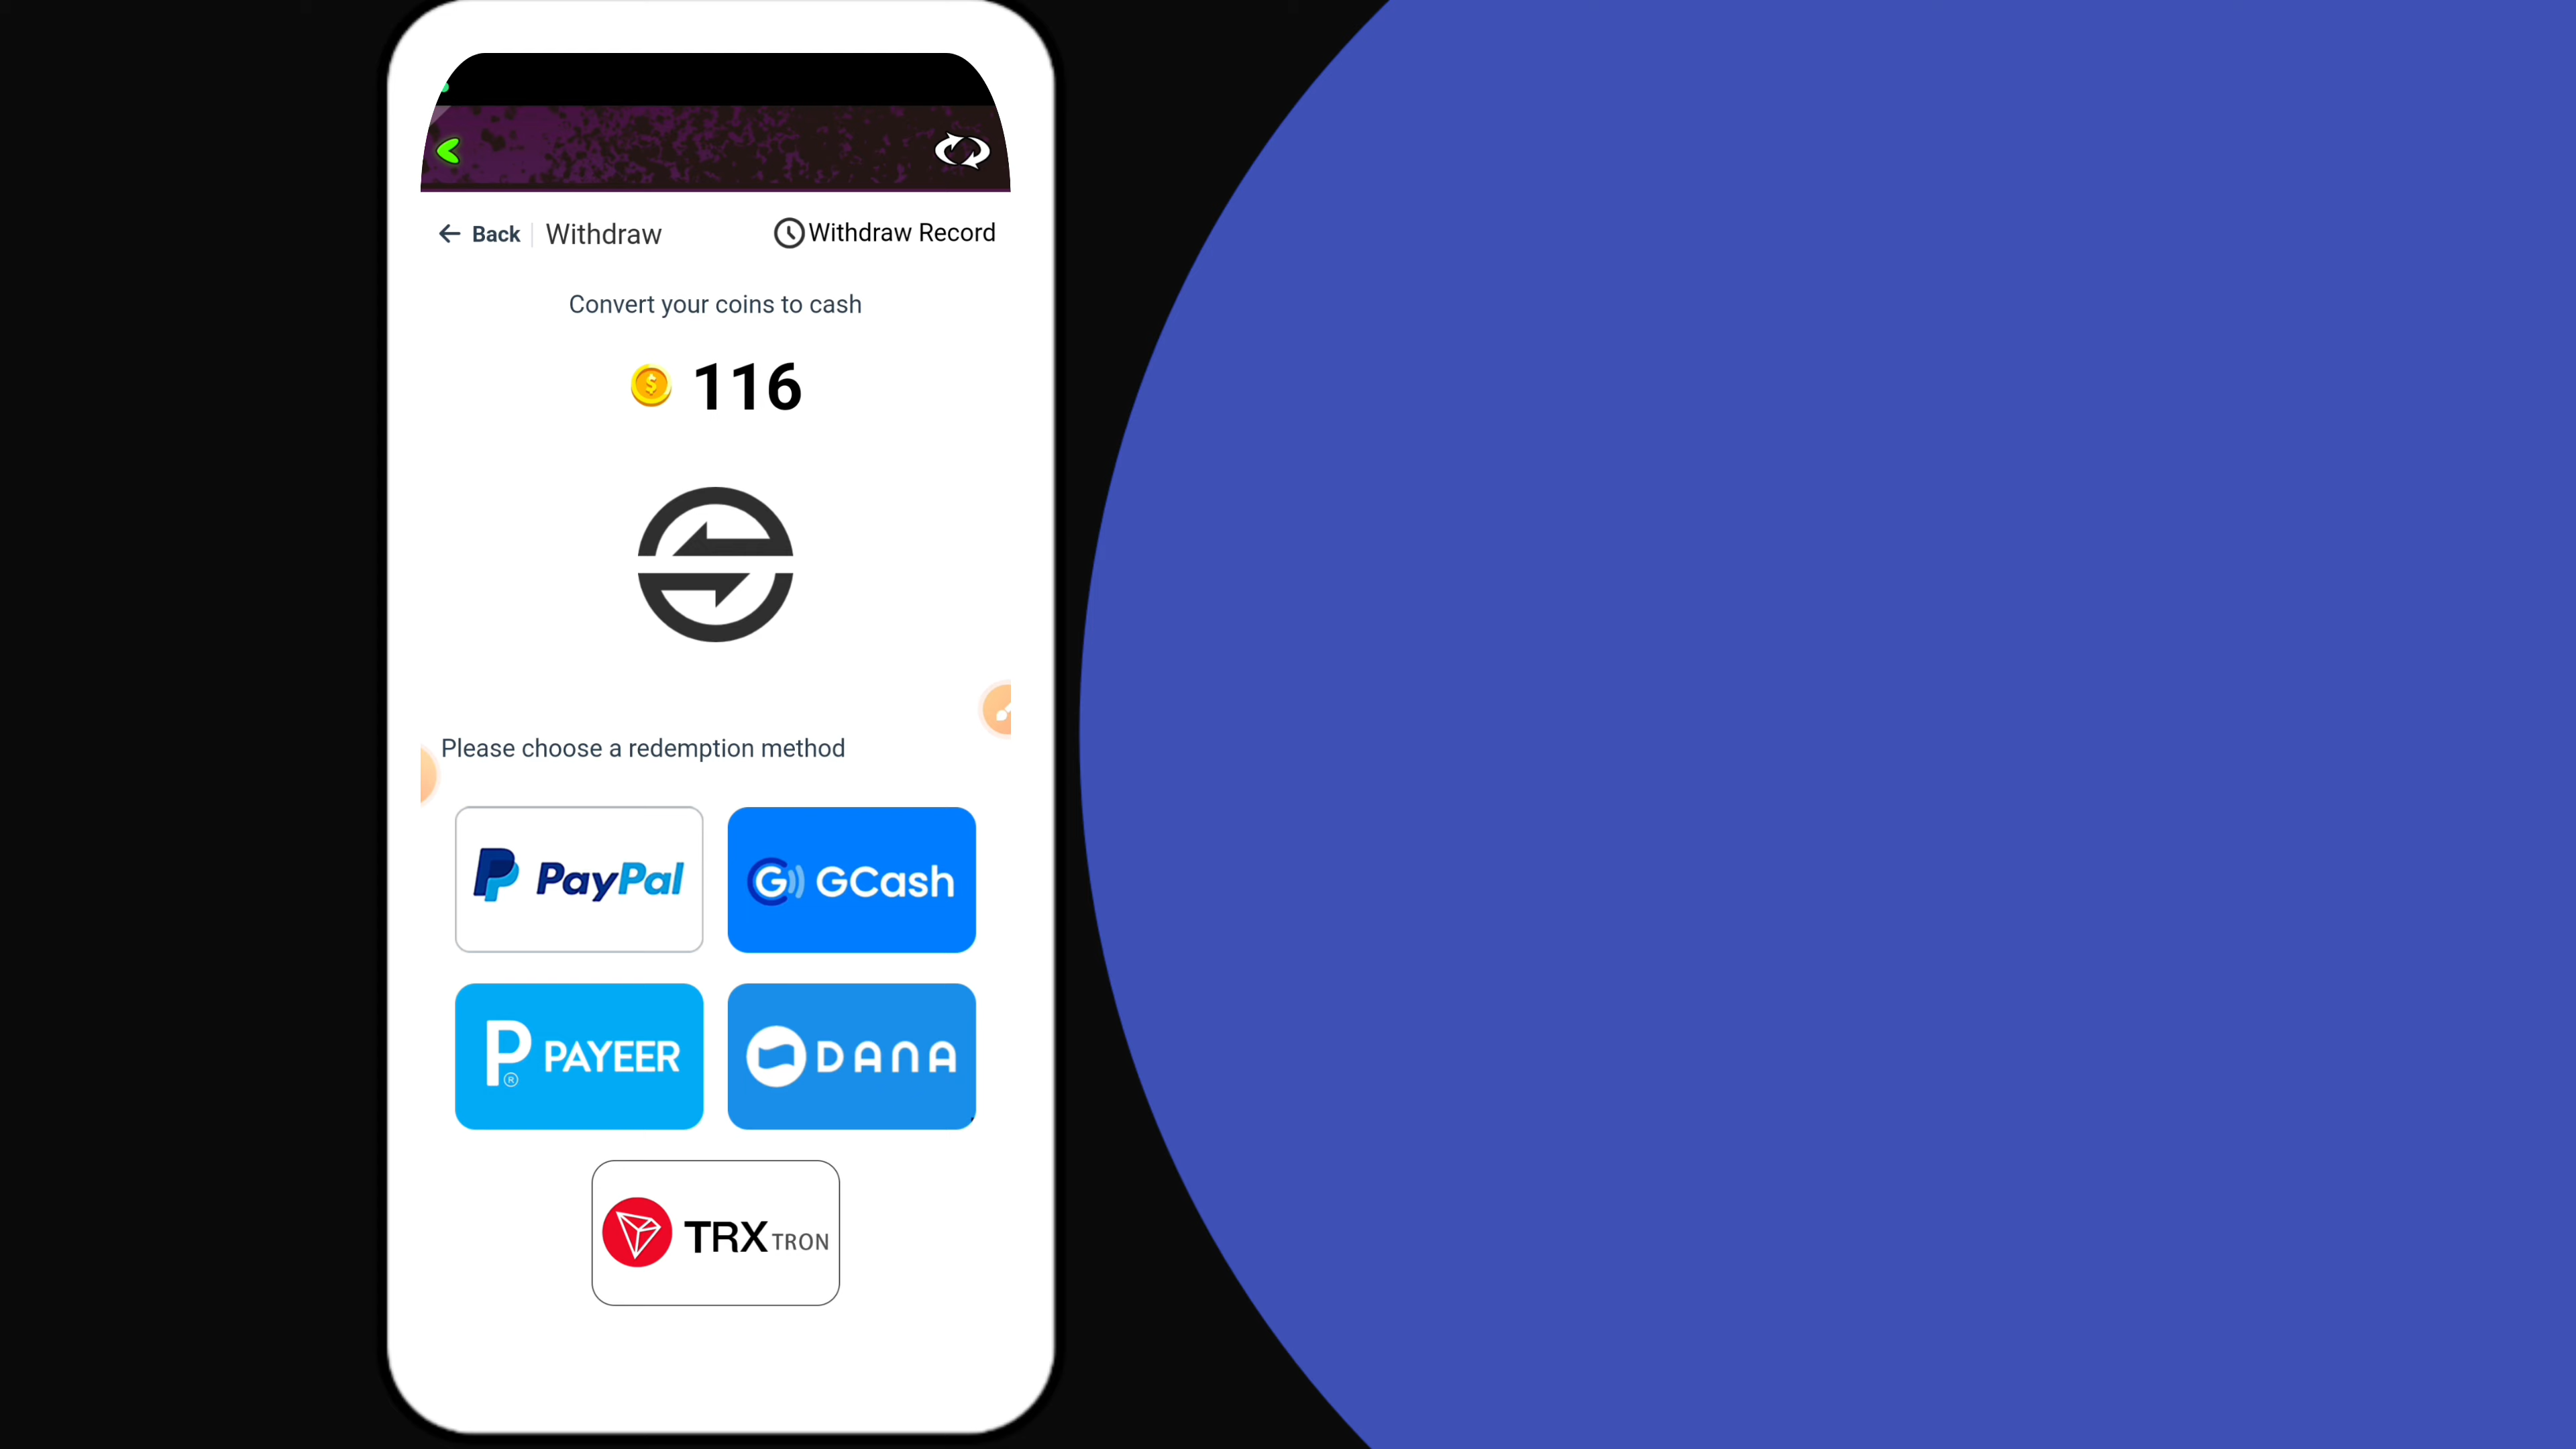 Back
Withdraw
Withdraw Record
Convert your coins to cash
116
Please choose a redemption method
PayPal
GCash
PAYEER
DANA
TRX TRON